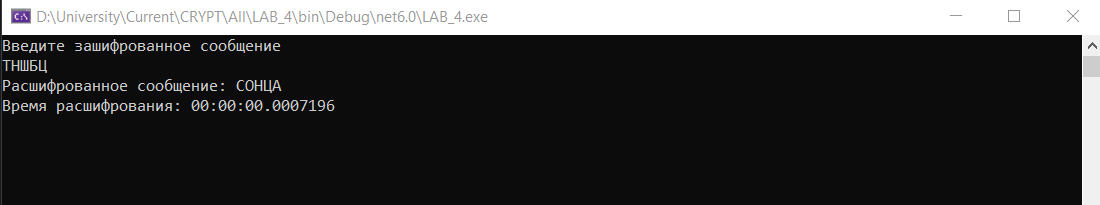 D:\University\Current\CRYPT\All\LAB_4\bin\Debug\net6.0\LAB_4.exe
Введите зашифрованное сообщение
ТНШБЦ
Расшифрованное сообщение: СОНЦА
Время расшифрования: 00:00:00.0007196